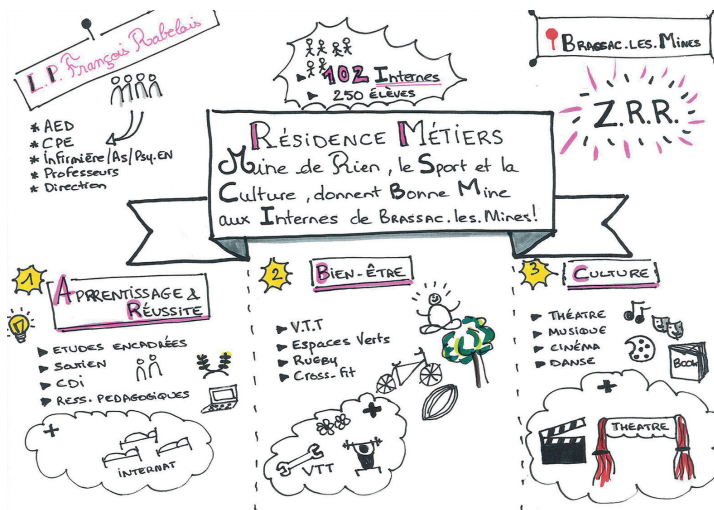 L.P. François Rabelais
* AED
* CPE
* Infirmière/AS/Psy.EN
* Professeurs
* Direction
102 Internes
250 ÉLÈVES
BRASSAC.LES.MINES
Z.R.R.
RÉSIDENCE MÉTIERS
Mine de Rien, le Sport et la
Culture, donnent Bonne Mine
aux Internes de BRASSAC.les.Mines!
1
APPRENTISSAGE &
RÉUSSITE
ETUDES ENCADRÉES
Soutien
CDi
RESS. PEDAGOGIQUES
+
INTERNAT
2
BIEN-ÊTRE
V.T.T
Espaces Verts
Rugby
Cross-fit
+
VTT
3
CULTURE
THÉATRE
MUSIQUE
CINÉMA
DANSE
BOOK
+
THEATRE